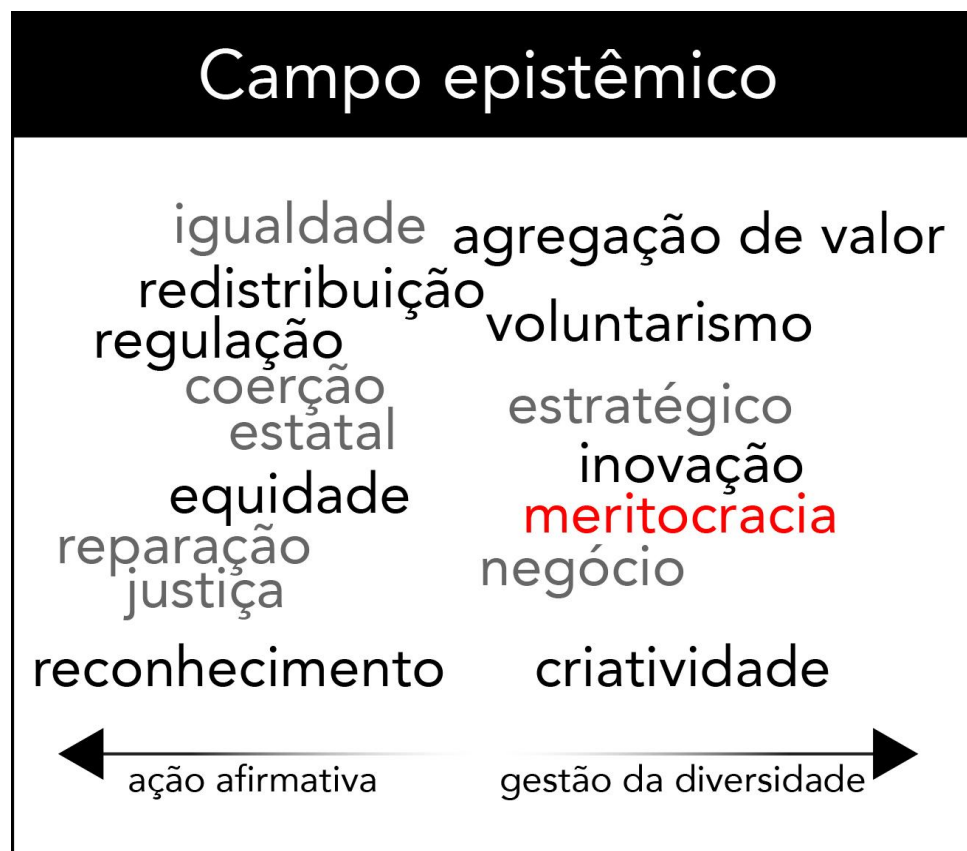 Campo epistêmico
igualdade
redistribuição
regulação
coerção
estatal
equidade
reparação
justiça
reconhecimento
agregação de valor
voluntarismo
estratégico
inovação
meritocracia
negócio
criatividade
ação afirmativa
gestão da diversidade